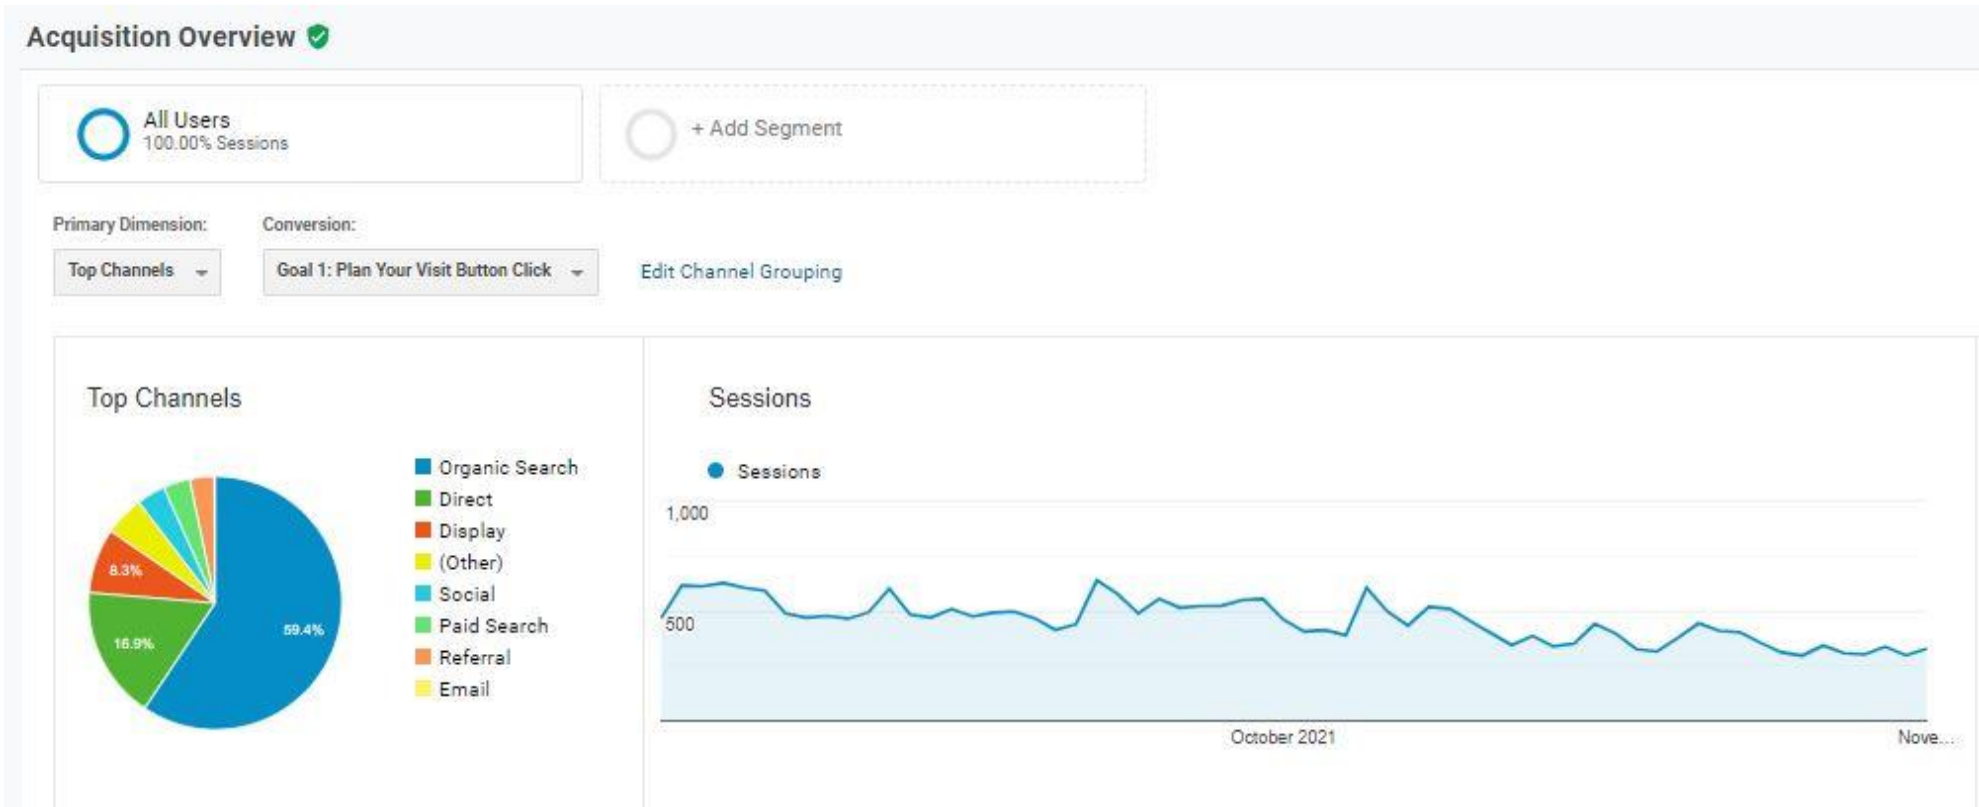 Acquisition Overview
All Users
100.00% Sessions
+ Add Segment
Primary Dimension:
Conversion:
Top Channels
Goal 1: Plan Your Visit Button Click
Edit Channel Grouping
Top Channels
Organic Search
Direct
Display
(Other)
Social
Paid Search
Referral
Email
8.3%
16.9%
59.4%
Sessions
Sessions
1,000
500
October 2021
Nove...